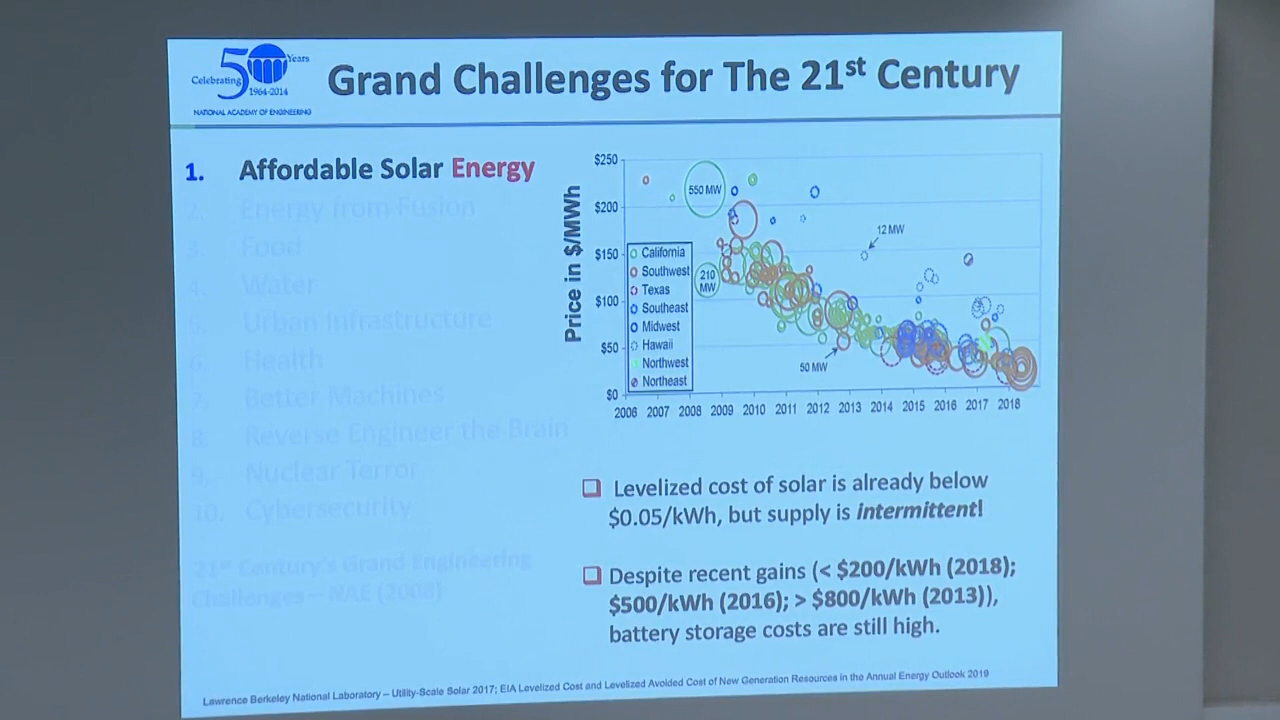 Celebrating 50 Years
1964-2014
NATIONAL ACADEMY OF ENGINEERING
Grand Challenges for The 21st Century
1. Affordable Solar Energy
2. Energy from Fusion
3. Food
4. Water
5. Urban Infrastructure
6. Health
7. Better Machines
8. Reverse Engineer the Brain
9. Nuclear Terror
10. Cybersecurity
21st Century's Grand Engineering
Challenges – NAE (2008)
Price in $/MWh
$250
$200
$150
$100
$50
$0
550 MW
210
MW
12 MW
50 MW
California
Southwest
Texas
Southeast
Midwest
Hawaii
Northwest
Northeast
2006 2007 2008 2009 2010 2011 2012 2013 2014 2015 2016 2017 2018
Levelized cost of solar is already below
$0.05/kWh, but supply is intermittent!
Despite recent gains (< $200/kWh (2018);
$500/kWh (2016); > $800/kWh (2013)),
battery storage costs are still high.
Lawrence Berkeley National Laboratory – Utility-Scale Solar 2017; EIA Levelized Cost and Levelized Avoided Cost of New Generation Resources in the Annual Energy Outlook 2019